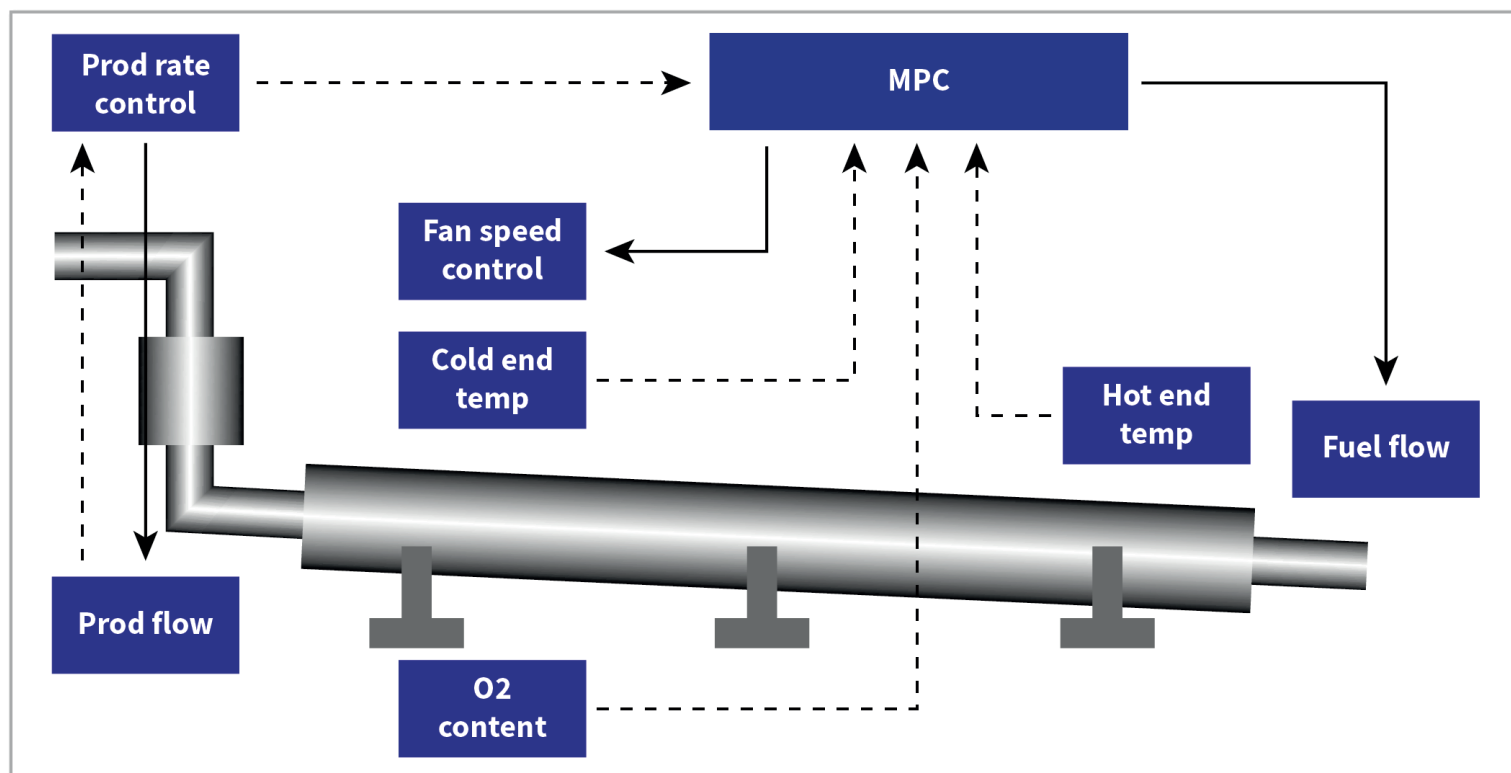 Prod rate
control
MPC
Fan speed
control
Cold end
temp
Hot end
temp
Fuel flow
Prod flow
O2
content